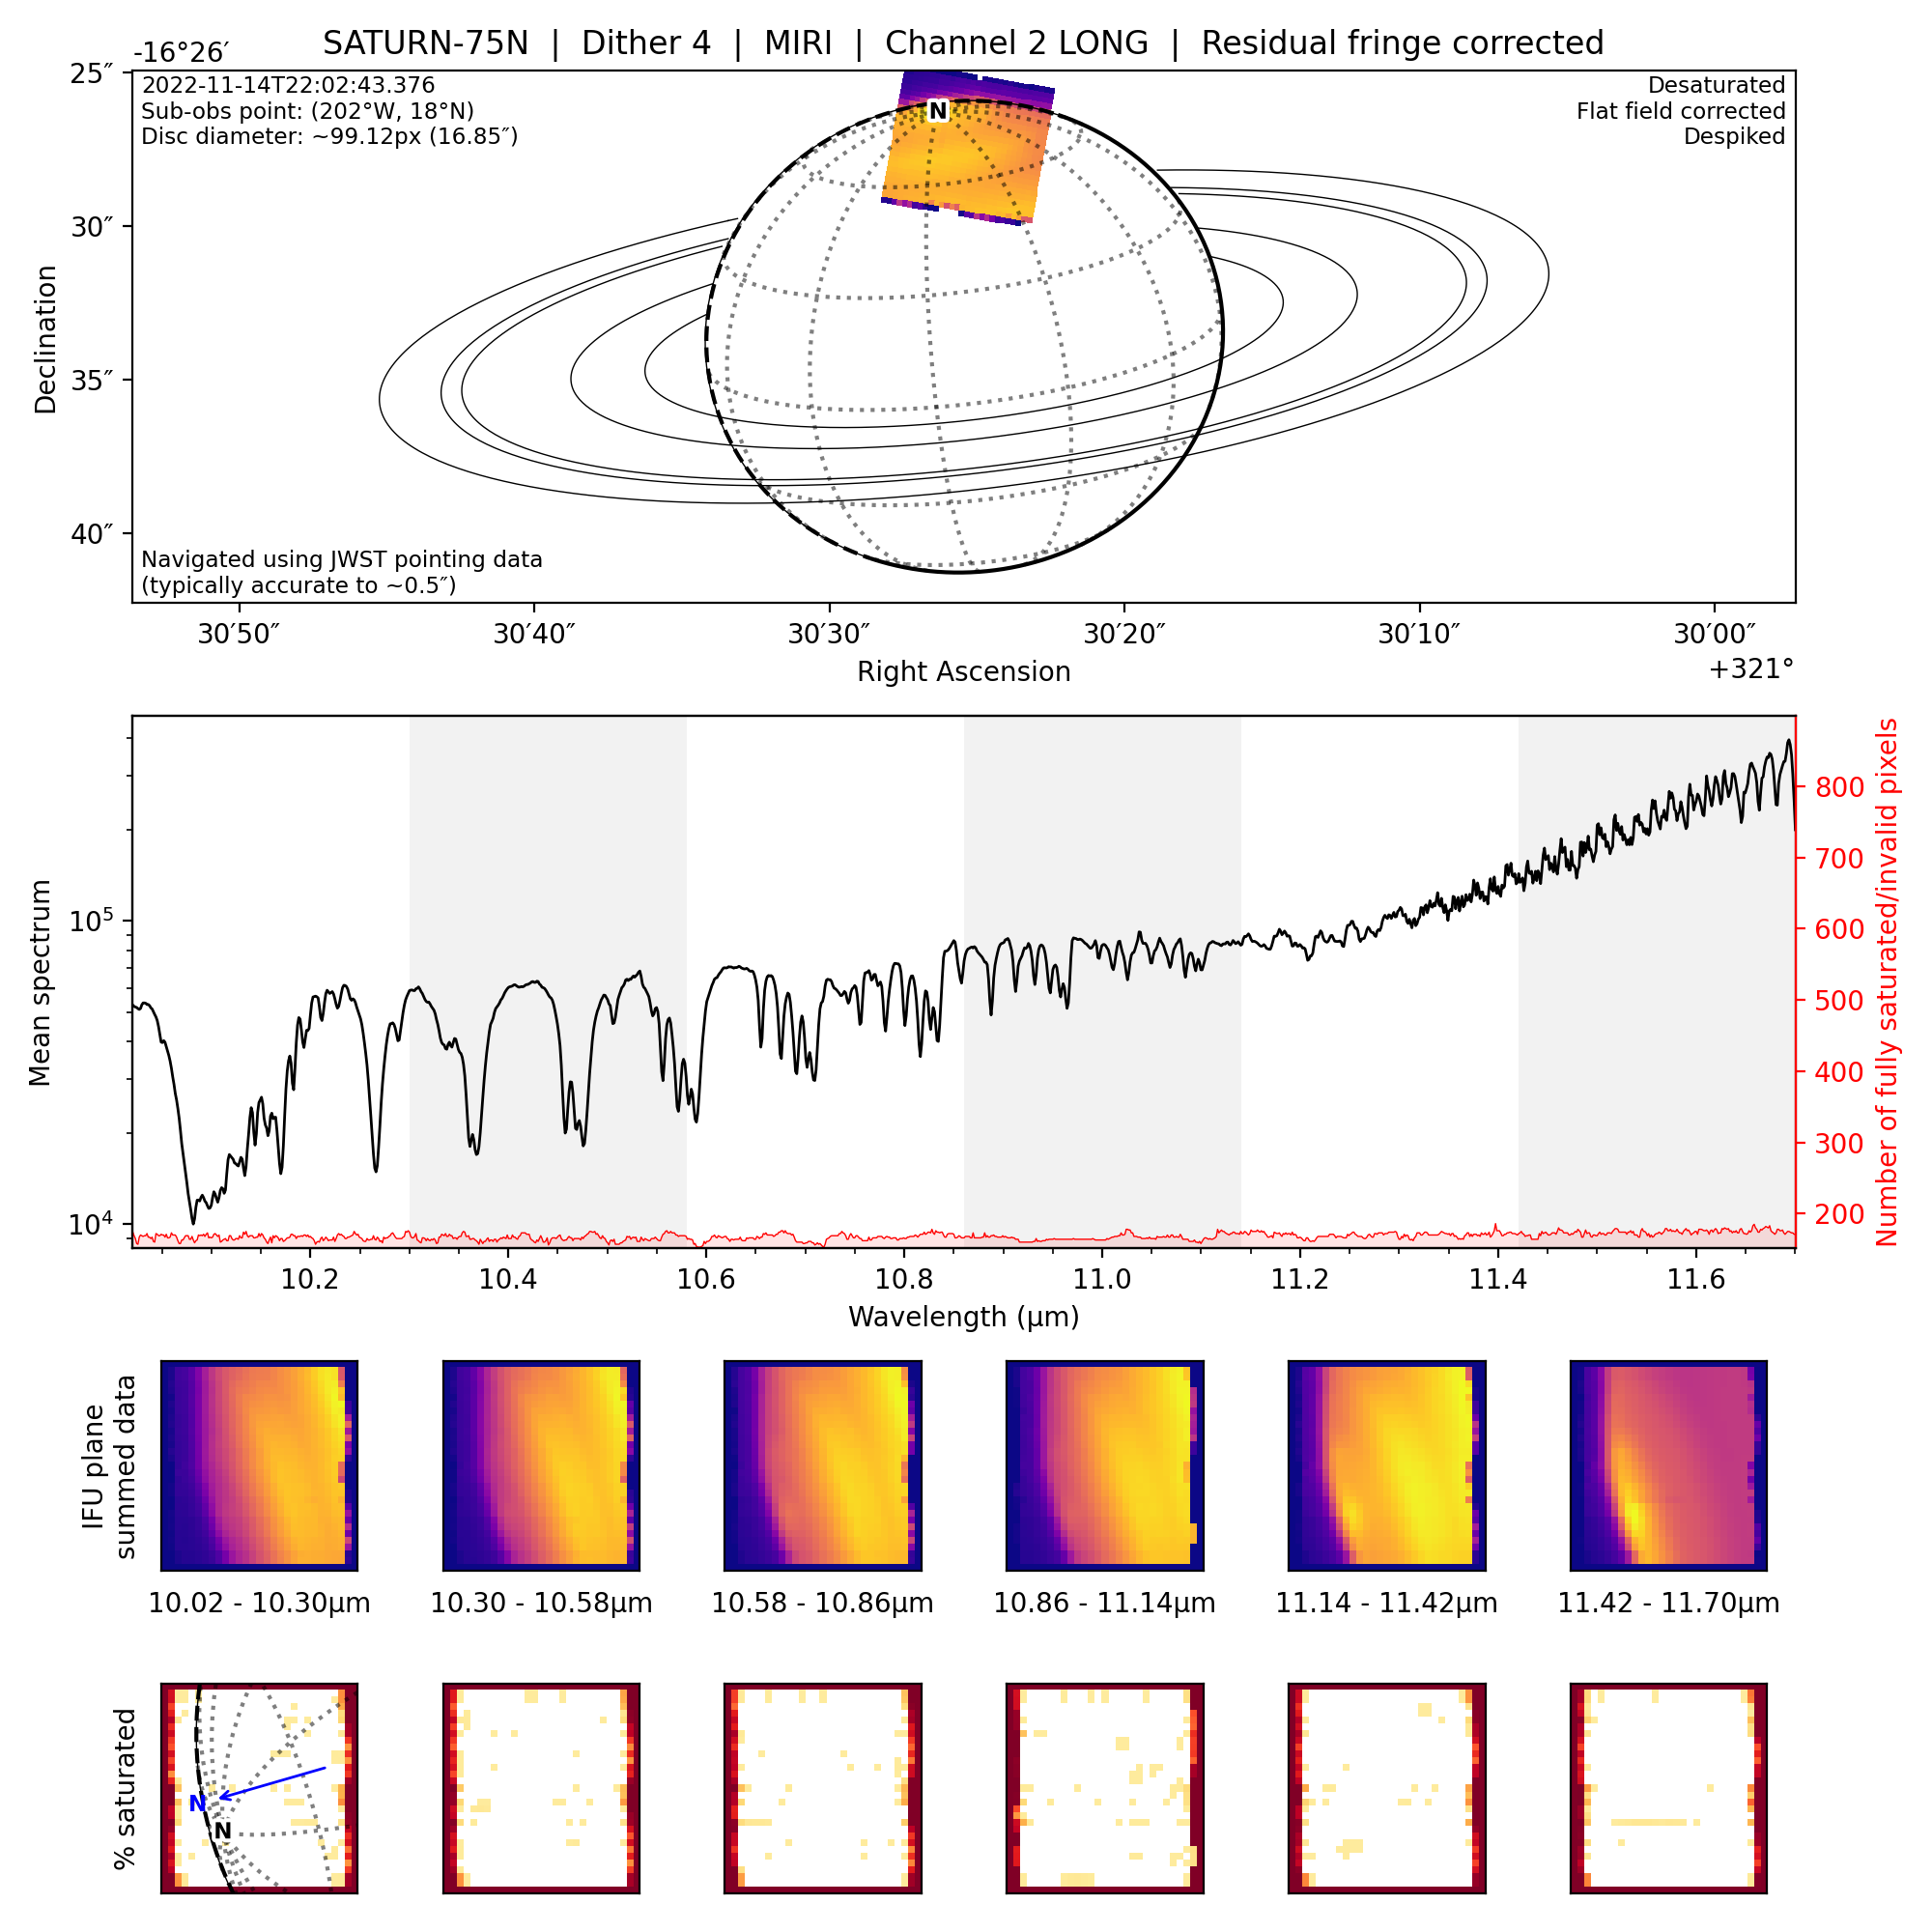 SATURN-75N | Dither 4 | MIRI | Channel 2 LONG | Residual fringe corrected
-16°26′
2022-11-14T22:02:43.376
Sub-obs point: (202°W, 18°N)
Disc diameter: ~99.12px (16.85″)
Desaturated
Flat field corrected
Despiked
N
25″
30″
35″
40″
Declination
Navigated using JWST pointing data
(typically accurate to ~0.5″)
30′50″ 30′40″ 30′30″ 30′20″ 30′10″ 30′00″
Right Ascension
+321°
Mean spectrum
10⁵
10⁴
800
700
600
500
400
300
200
Number of fully saturated/invalid pixels
10.2 10.4 10.6 10.8 11.0 11.2 11.4 11.6
Wavelength (µm)
IFU plane
summed data
10.02 - 10.30µm 10.30 - 10.58µm 10.58 - 10.86µm 10.86 - 11.14µm 11.14 - 11.42µm 11.42 - 11.70µm
% saturated
N
N